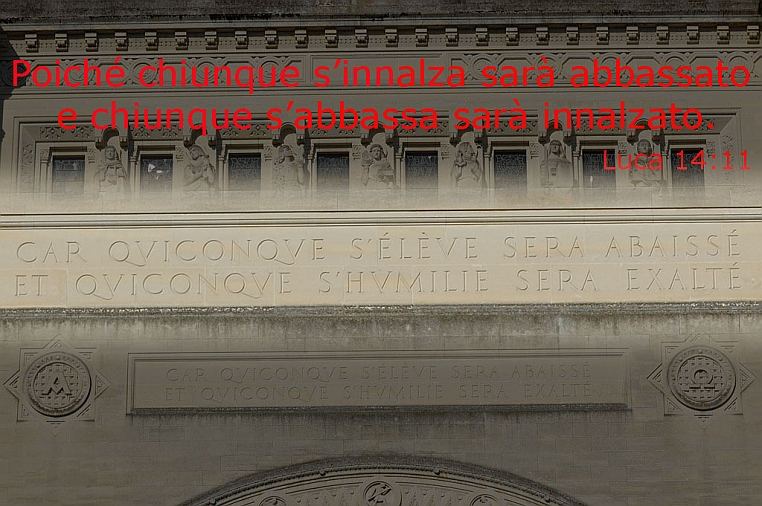 Poiché chiunque s'innalza sarà abbassato
e chiunque s'abbassa sarà innalzato.
Luca 14:11
CAR QVICONQVE S'ÉLÈVE SERA ABAISSÉ
ET QVICONQVE S'HVMILIE SERA EXALTÉ
A Ω
CAR QVICONQVE S'ÉLÈVE SERA ABAISSÉ
ET QVICONQVE S'HVMILIE SERA EXALTÉ